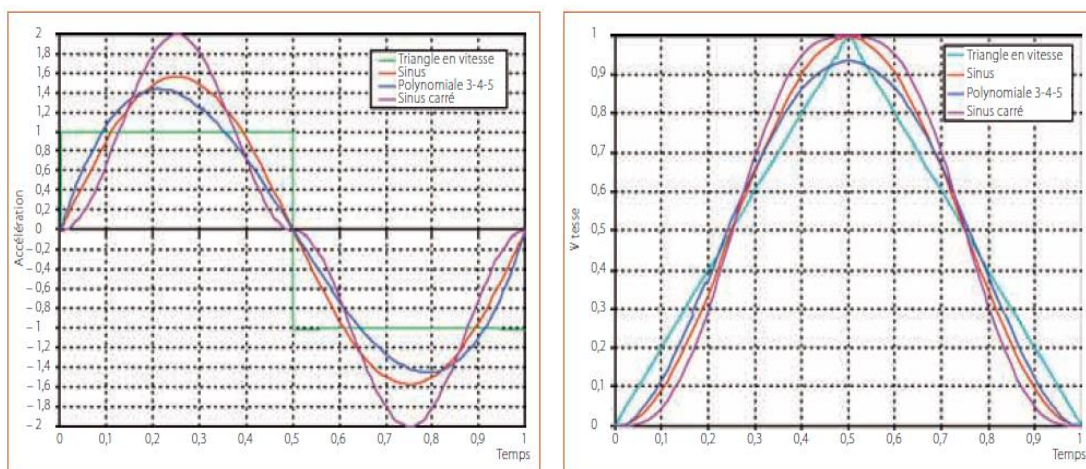 2
1,8
1,6
1,4
1,2
1
0,8
0,6
0,4
0,2
0
– 0,2
– 0,4
– 0,6
– 0,8
– 1
– 1,2
– 1,4
– 1,6
– 1,8
– 2
Accélération
Triangle en vitesse
Sinus
Polynomiale 3-4-5
Sinus carré
0 0,1 0,2 0,3 0,4 0,5 0,6 0,7 0,8 0,9 1
Temps
1
0,9
0,8
0,7
0,6
0,5
0,4
0,3
0,2
0,1
0
V tesse
Triangle en vitesse
Sinus
Polynomiale 3-4-5
Sinus carré
0 0,1 0,2 0,3 0,4 0,5 0,6 0,7 0,8 0,9 1
Temps